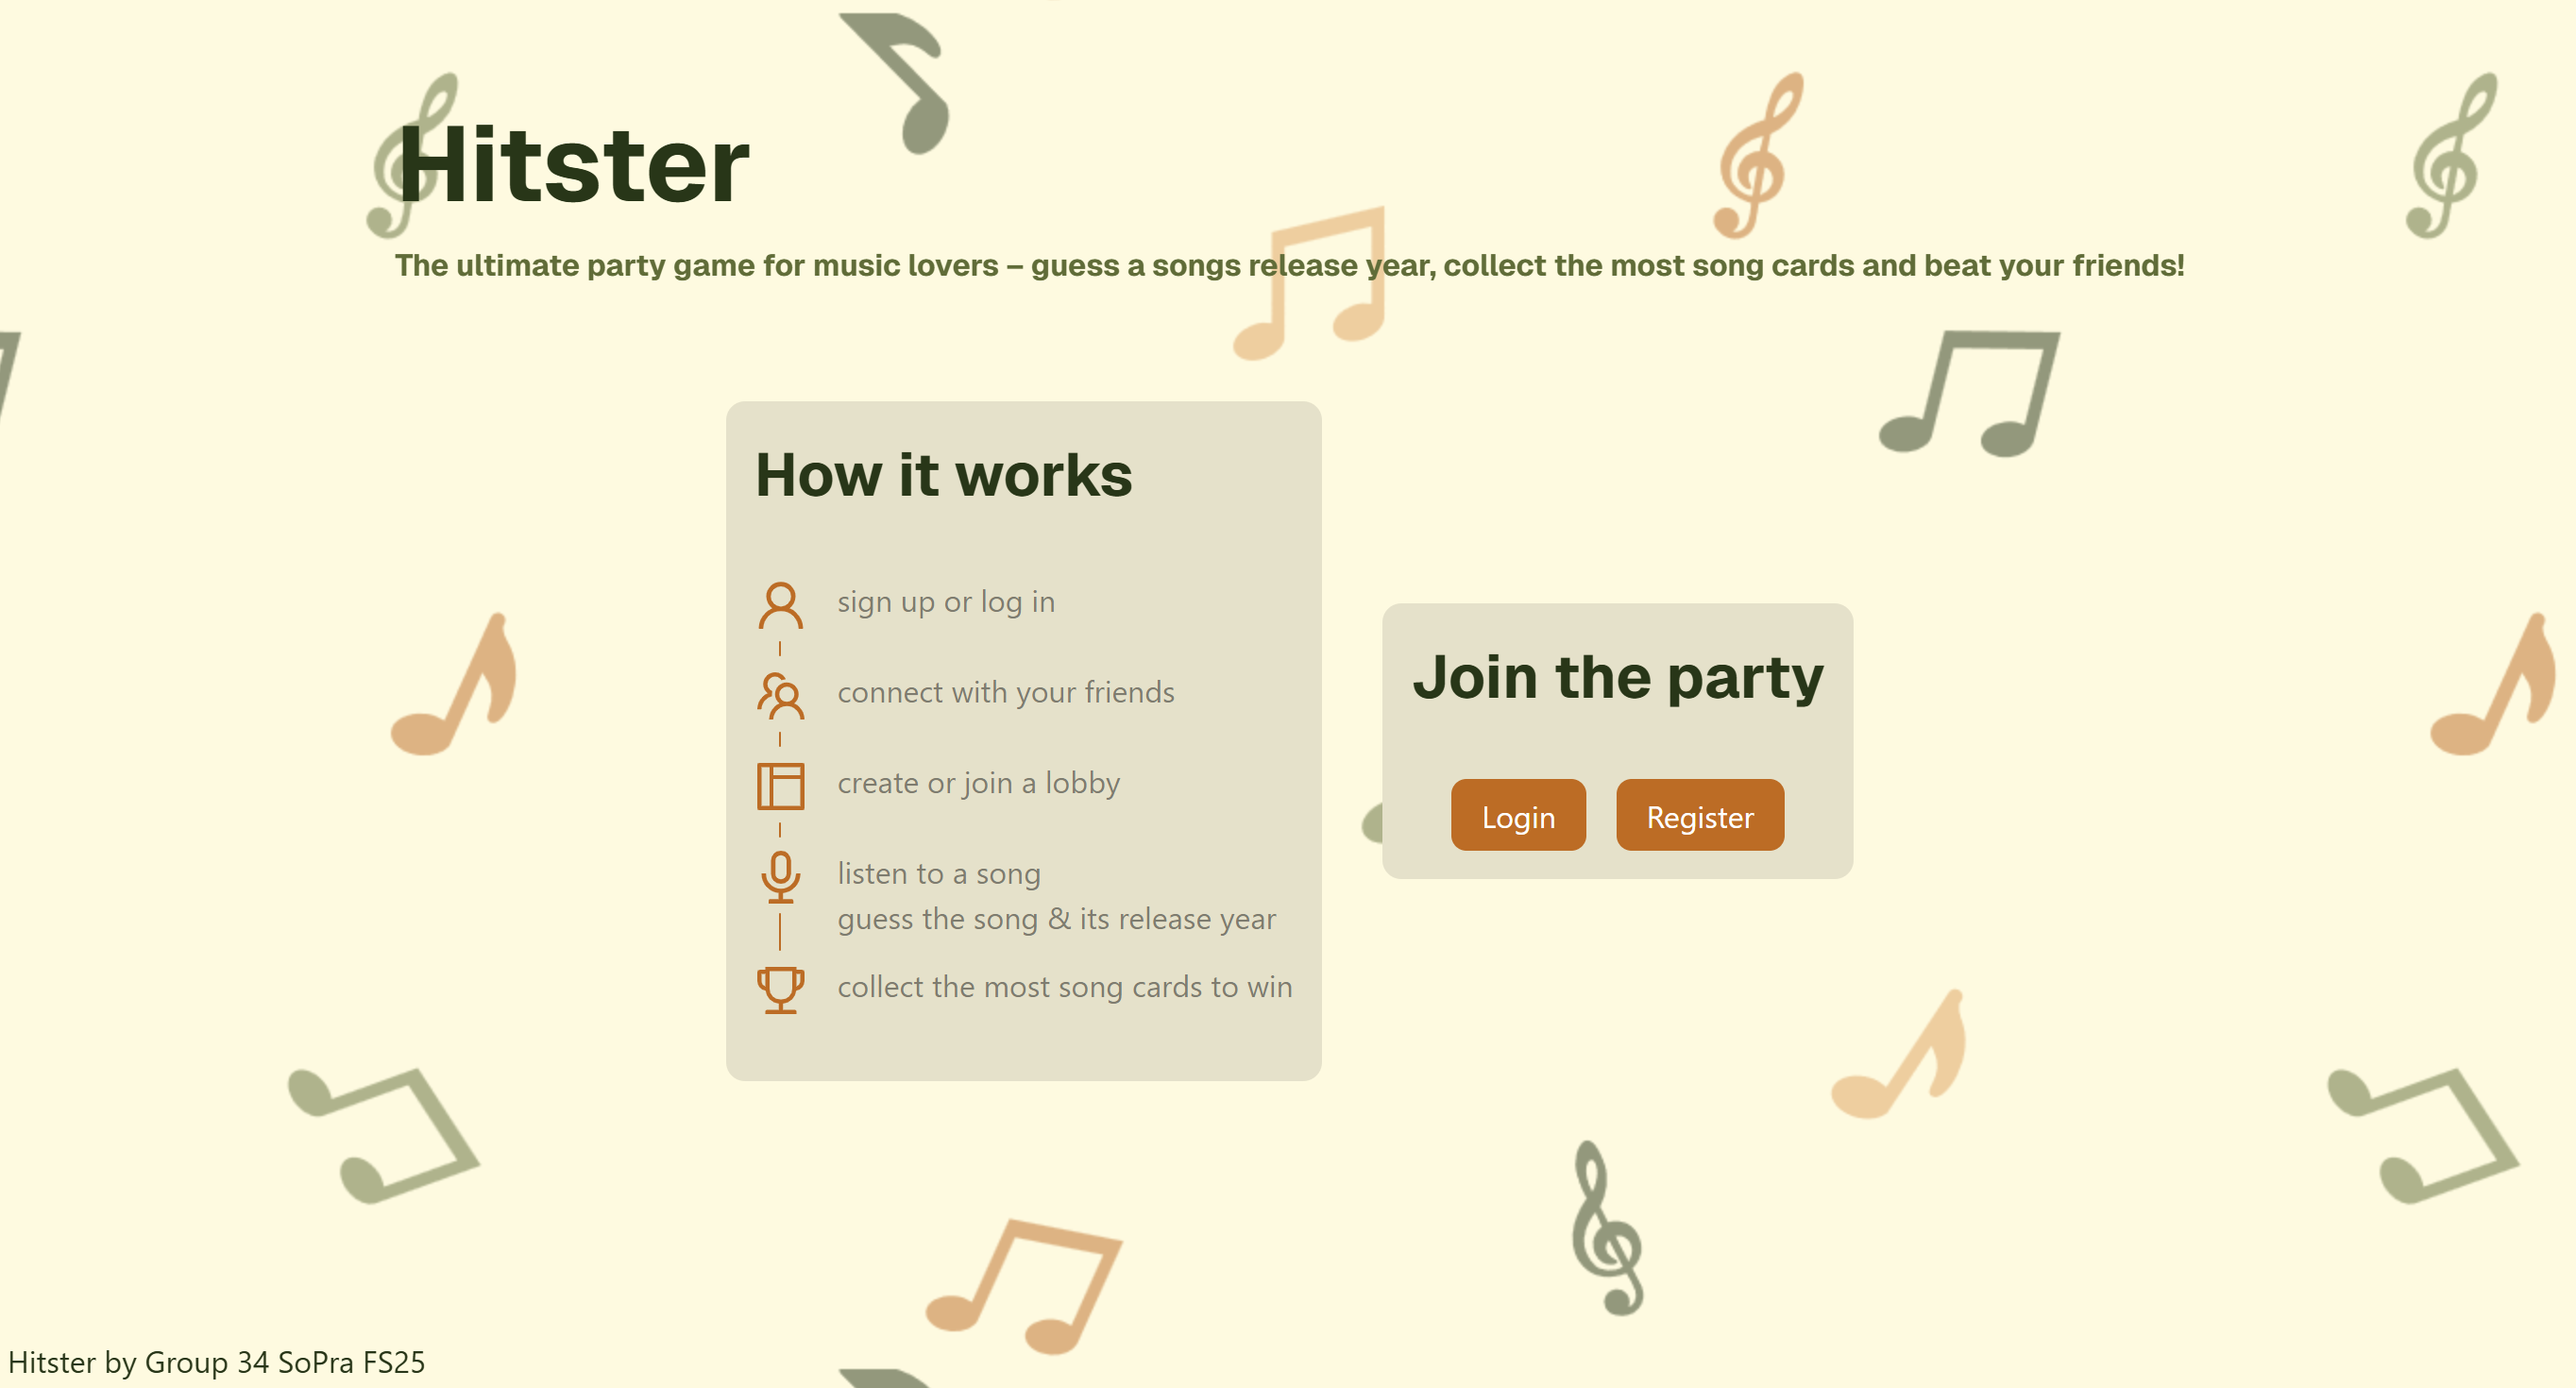 Hitster
The ultimate party game for music lovers – guess a songs release year, collect the most song cards and beat your friends!
How it works
sign up or log in
connect with your friends
create or join a lobby
listen to a song
guess the song & its release year
collect the most song cards to win
Join the party
Login
Register
Hitster by Group 34 SoPra FS25